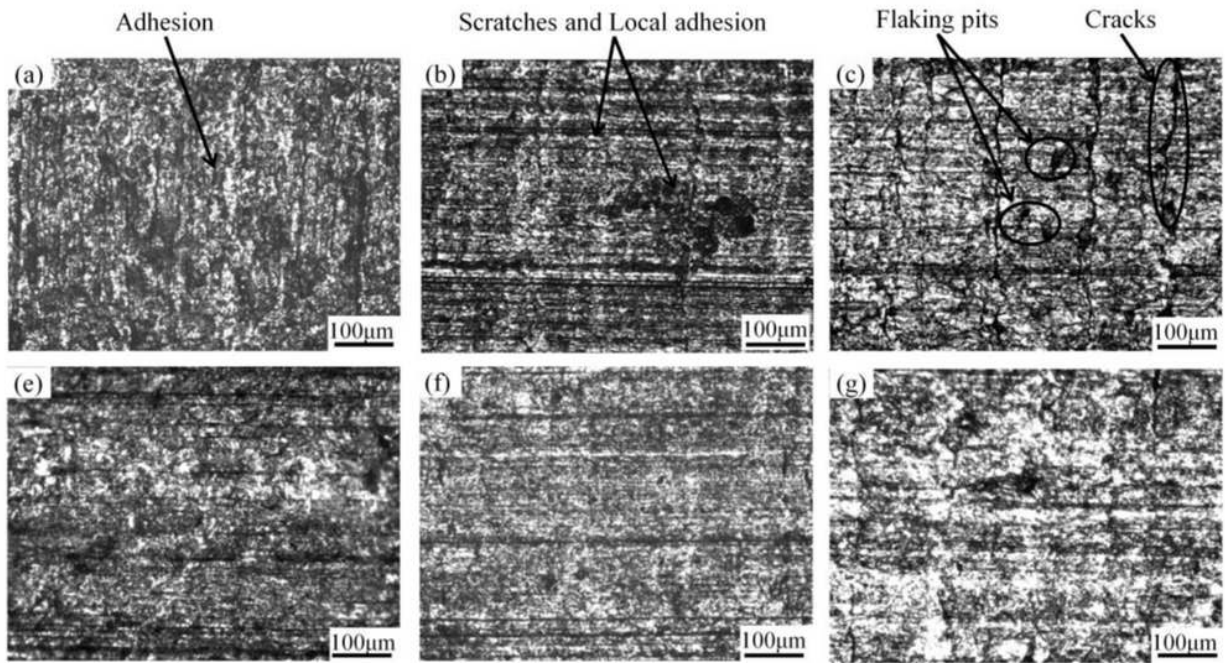 Adhesion
Scratches and Local adhesion
Flaking pits
Cracks
(a)
(b)
(c)
100μm
100μm
100μm
(e)
(f)
(g)
100μm
100μm
100μm